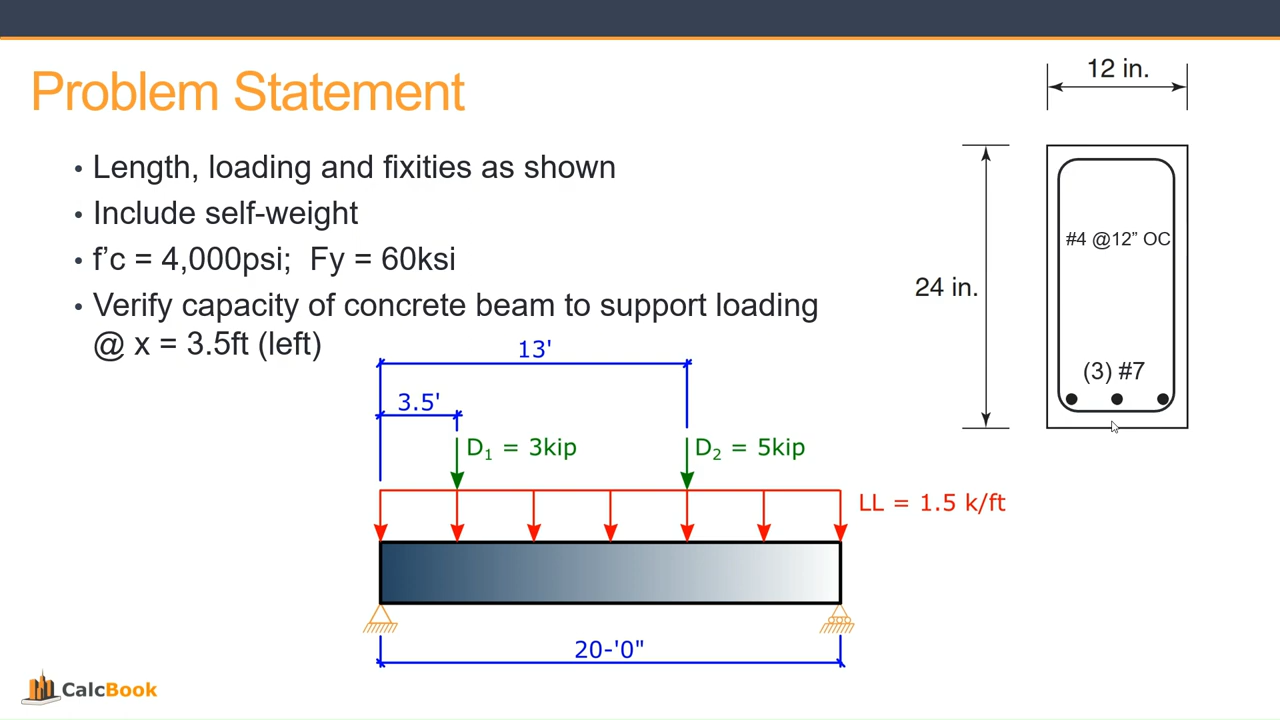 Problem Statement
• Length, loading and fixities as shown
• Include self-weight
• f’c = 4,000psi;  Fy = 60ksi
• Verify capacity of concrete beam to support loading
@ x = 3.5ft (left)
12 in.
24 in.
#4 @12” OC
(3) #7
13'
3.5'
D₁ = 3kip
D₂ = 5kip
LL = 1.5 k/ft
20-'0"
CalcBook